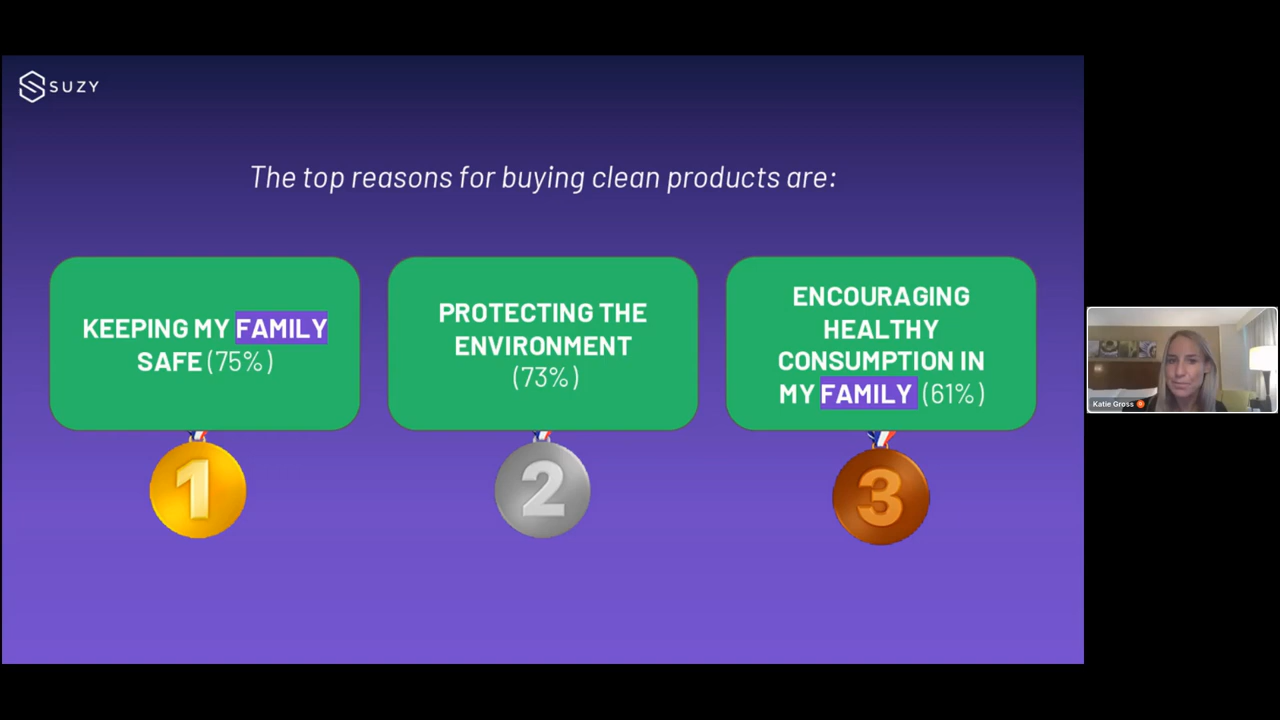 SUZY
The top reasons for buying clean products are:
KEEPING MY FAMILY
SAFE (75%)
PROTECTING THE
ENVIRONMENT
(73%)
ENCOURAGING
HEALTHY
CONSUMPTION IN
MY FAMILY (61%)
1
2
3
Katie Gross